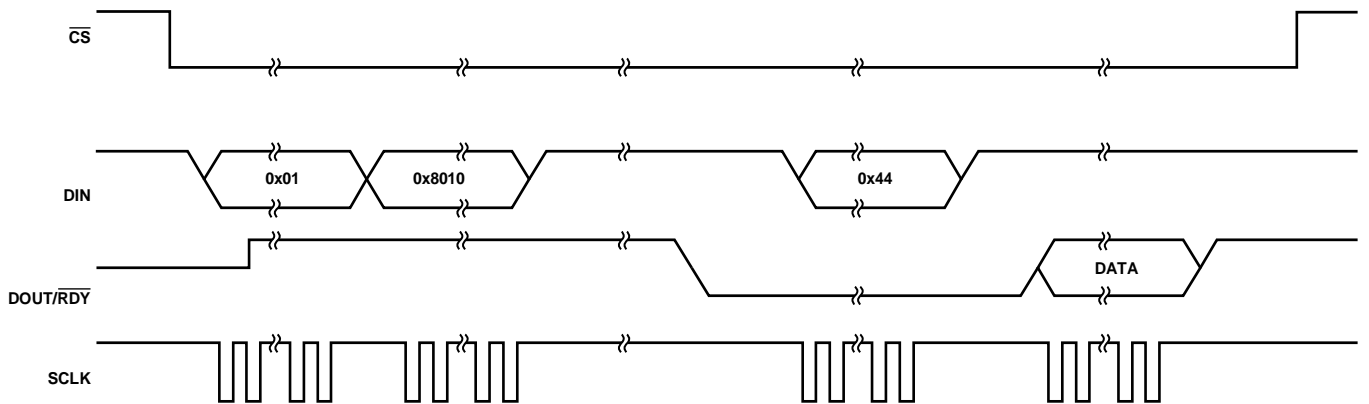 CS
DIN
0x01
0x8010
0x44
DOUT/RDY
DATA
SCLK